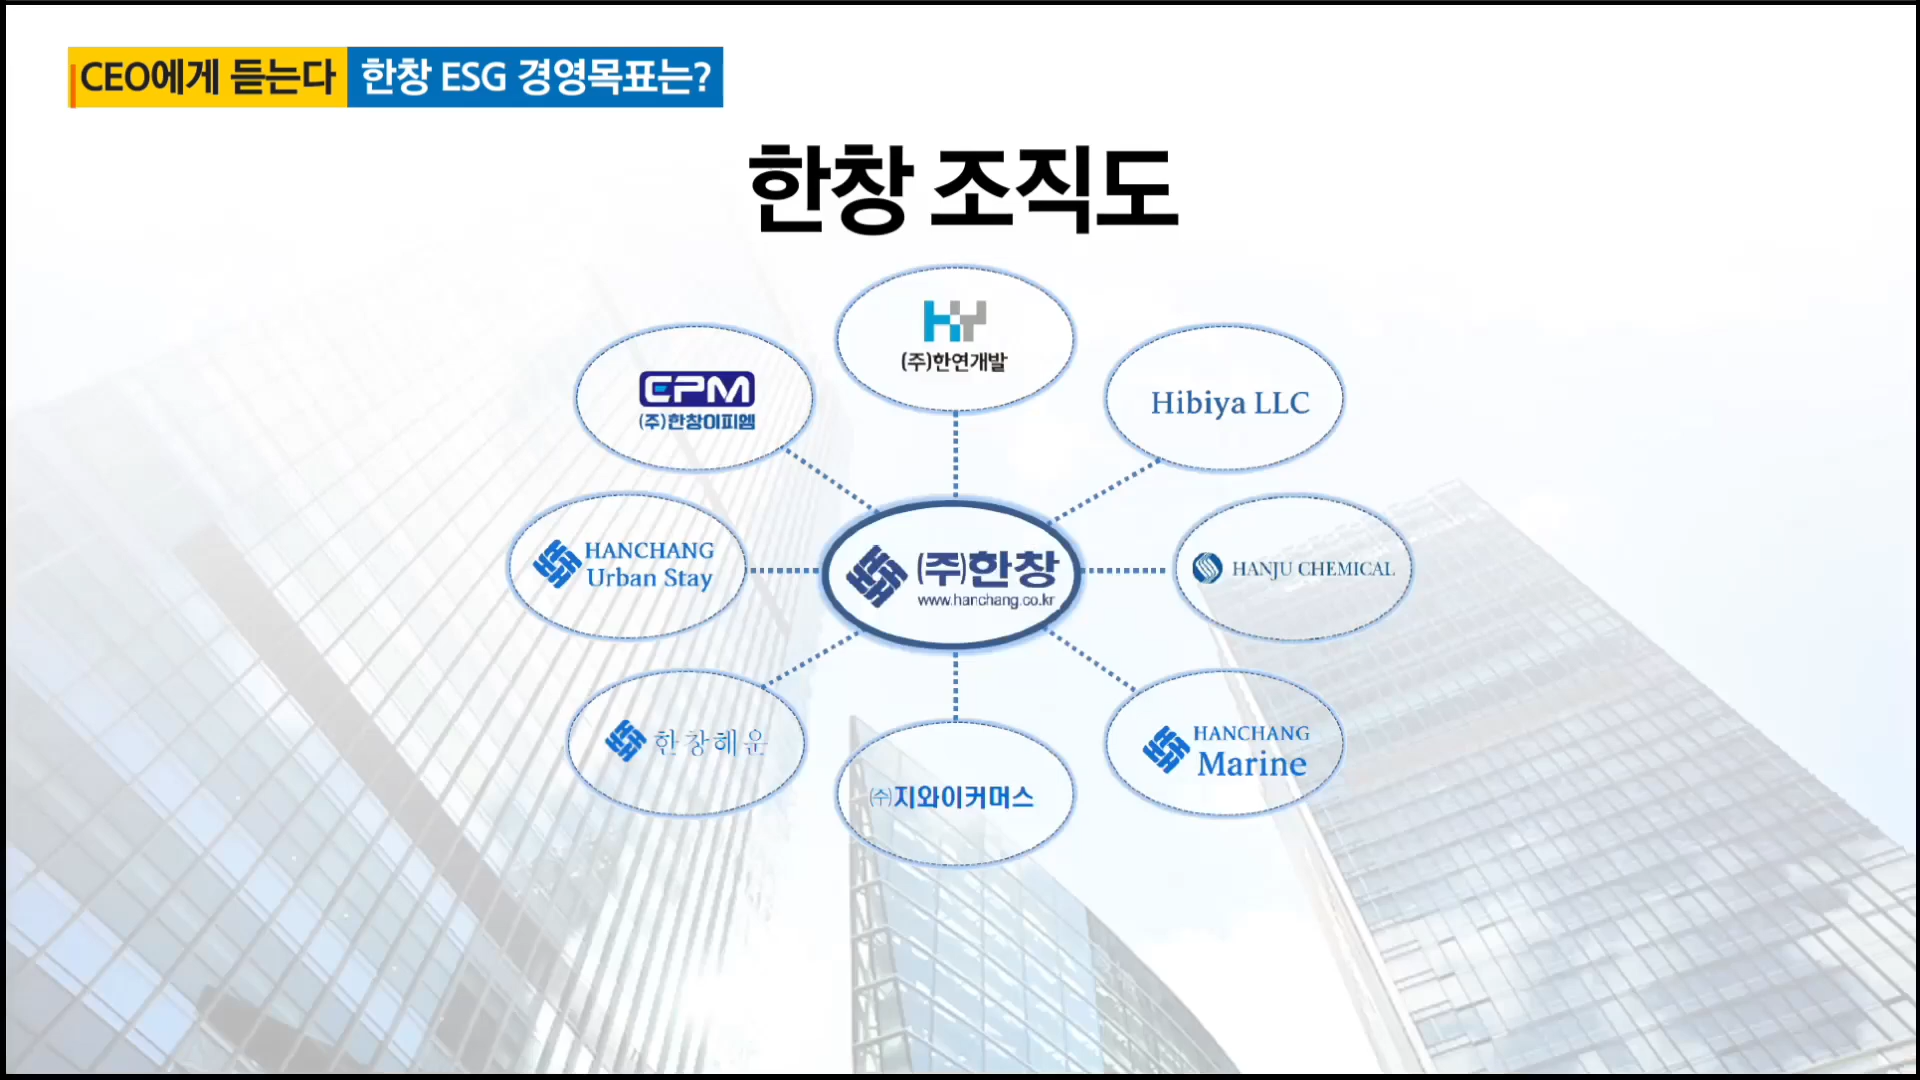 CEO에게 듣는다 한창 ESG 경영목표는?
한창 조직도
HY
(주)한연개발
EPM
(주)한창이피엠
Hibiya LLC
HANCHANG
Urban Stay
(주)한창
www.hanchang.co.kr
HANJU CHEMICAL
한창해운
(주)지와이커머스
HANCHANG
Marine